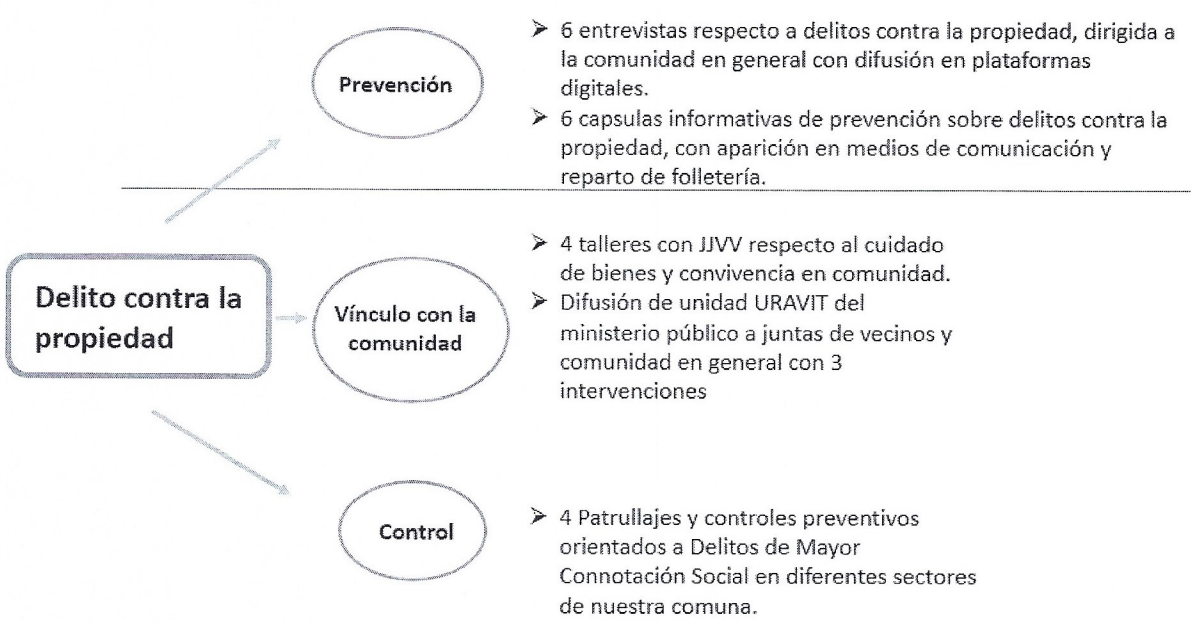 Prevención
➤ 6 entrevistas respecto a delitos contra la propiedad, dirigida a
la comunidad en general con difusión en plataformas
digitales.
➤ 6 capsulas informativas de prevención sobre delitos contra la
propiedad, con aparición en medios de comunicación y
reparto de folletería.
Delito contra la
propiedad
Vínculo con la
comunidad
➤ 4 talleres con JJVV respecto al cuidado
de bienes y convivencia en comunidad.
➤ Difusión de unidad URAVIT del
ministerio público a juntas de vecinos y
comunidad en general con 3
intervenciones
Control
➤ 4 Patrullajes y controles preventivos
orientados a Delitos de Mayor
Connotación Social en diferentes sectores
de nuestra comuna.